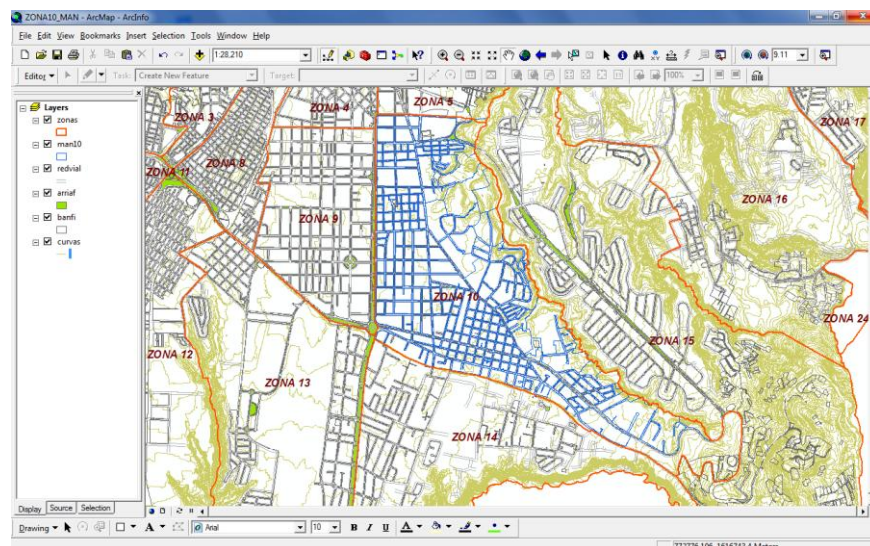 ZONA10_MAN - ArcMap - ArcInfo
File Edit View Bookmarks Insert Selection Tools Window Help
1:28,210
9.11
Editor Task: Create New Feature Target:
100%
Layers
zonas
man10
redvial
arriaf
banfi
curvas
ZONA 3
ZONA 4
ZONA 5
ZONA 17
ZONA 8
ZONA 11
ZONA 16
ZONA 9
ZONA 10
ZONA 24
ZONA 15
ZONA 12
ZONA 13
ZONA 14
Display Source Selection
Drawing A Arial 10 B I U A